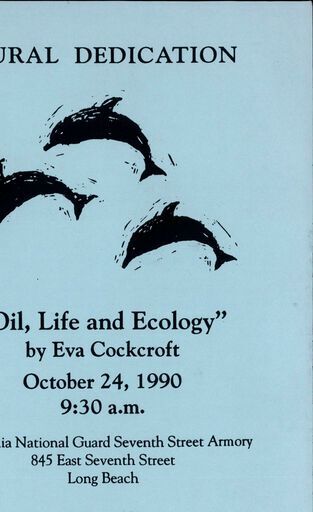 URAL DEDICATION
Oil, Life and Ecology”
by Eva Cockcroft
October 24, 1990
9:30 a.m.
ia National Guard Seventh Street Armory
845 East Seventh Street
Long Beach